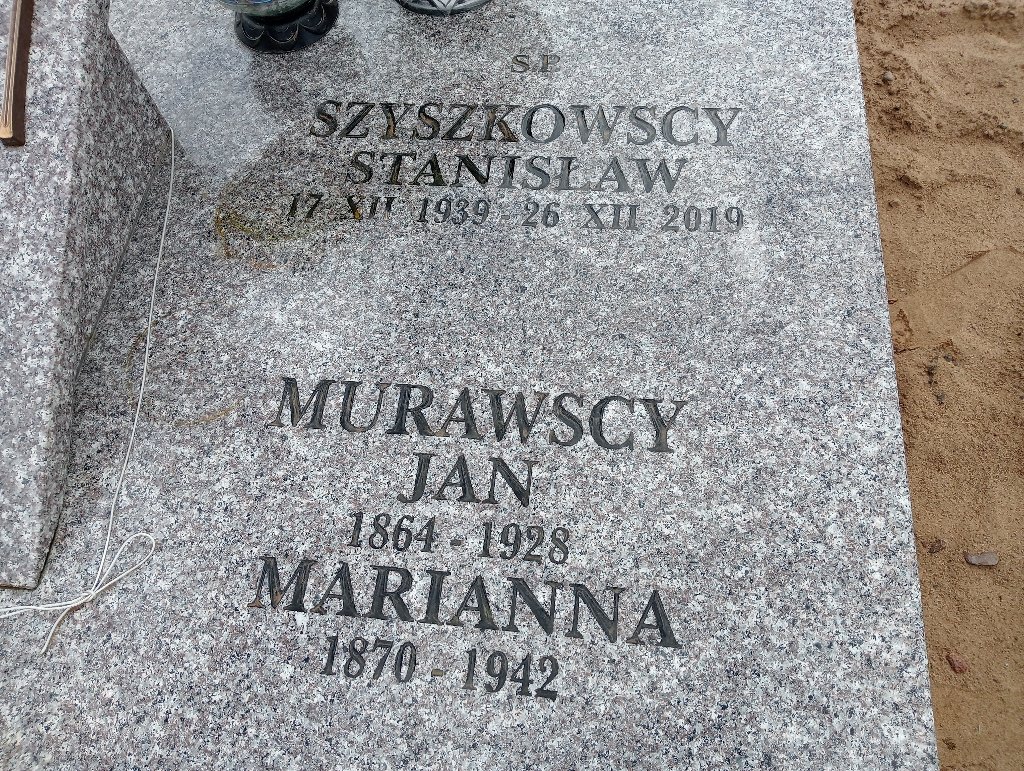 ŚP
SZYSZKOWSCY
STANISŁAW
17 XII 1939 - 26 XII 2019
MURAWSCY
JAN
1864 - 1928
MARIANNA
1870 - 1942